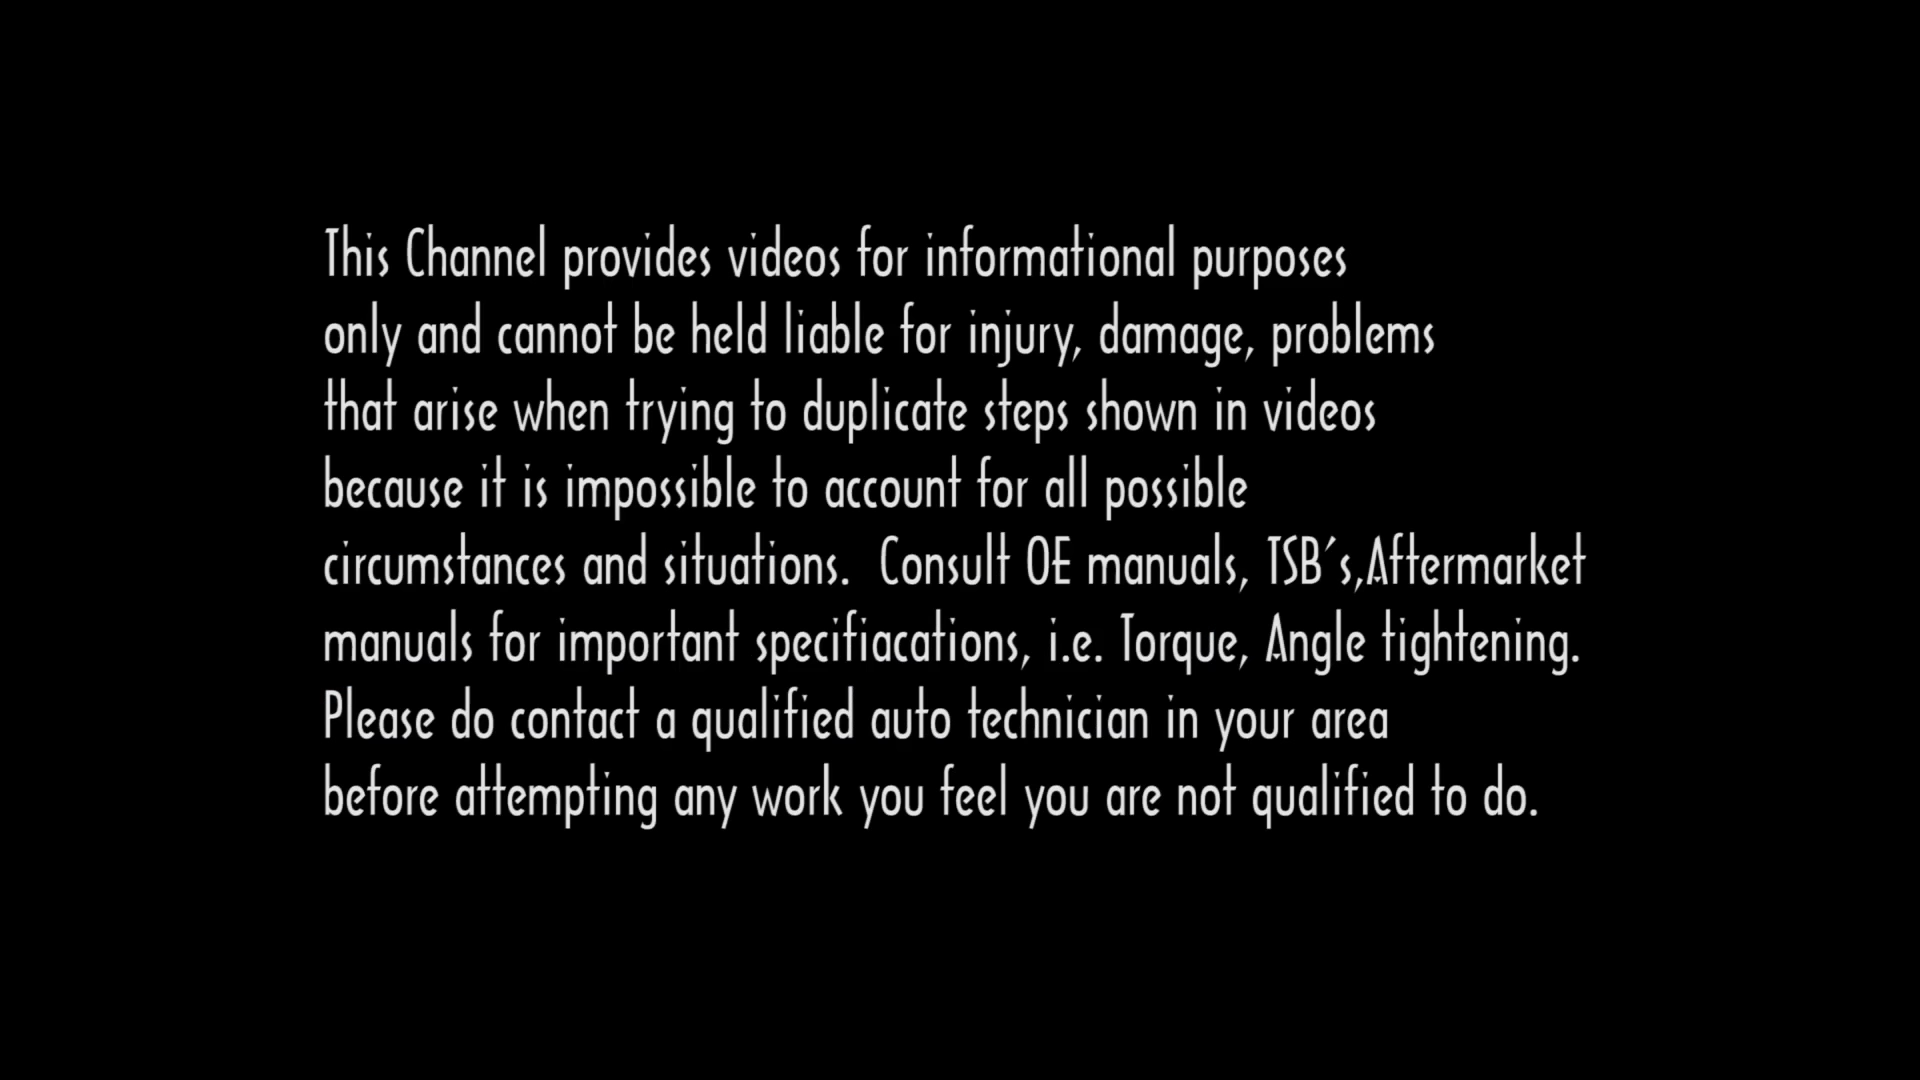 This Channel provides videos for informational purposes
only and cannot be held liable for injury, damage, problems
that arise when trying to duplicate steps shown in videos
because it is impossible to account for all possible
circumstances and situations.  Consult OE manuals, TSB's,Aftermarket
manuals for important specifiacations, i.e. Torque, Angle tightening.
Please do contact a qualified auto technician in your area
before attempting any work you feel you are not qualified to do.